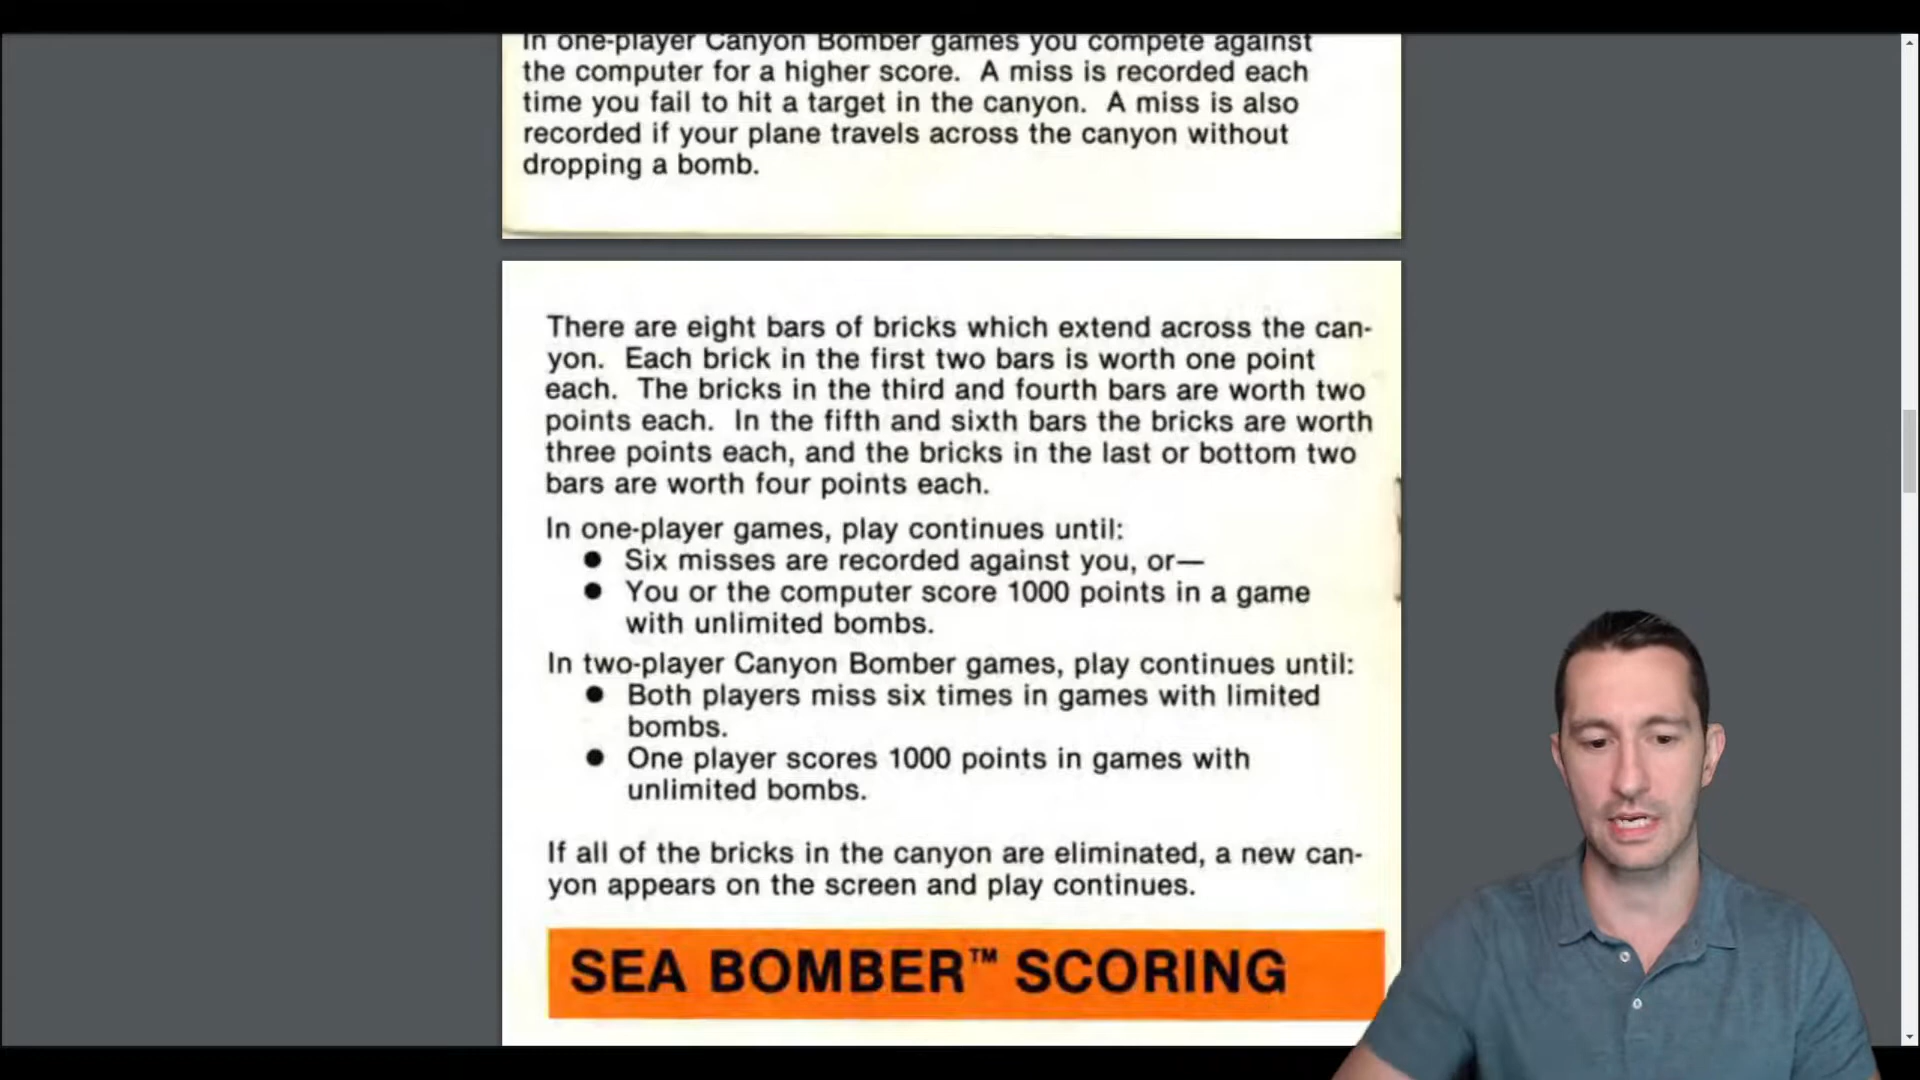 In one-player Canyon Bomber games you compete against
the computer for a higher score. A miss is recorded each
time you fail to hit a target in the canyon. A miss is also
recorded if your plane travels across the canyon without
dropping a bomb.
There are eight bars of bricks which extend across the can-
yon. Each brick in the first two bars is worth one point
each. The bricks in the third and fourth bars are worth two
points each. In the fifth and sixth bars the bricks are worth
three points each, and the bricks in the last or bottom two
bars are worth four points each.
In one-player games, play continues until:
● Six misses are recorded against you, or—
● You or the computer score 1000 points in a game
with unlimited bombs.
In two-player Canyon Bomber games, play continues until:
● Both players miss six times in games with limited
bombs.
● One player scores 1000 points in games with
unlimited bombs.
If all of the bricks in the canyon are eliminated, a new can-
yon appears on the screen and play continues.
SEA BOMBER™ SCORING